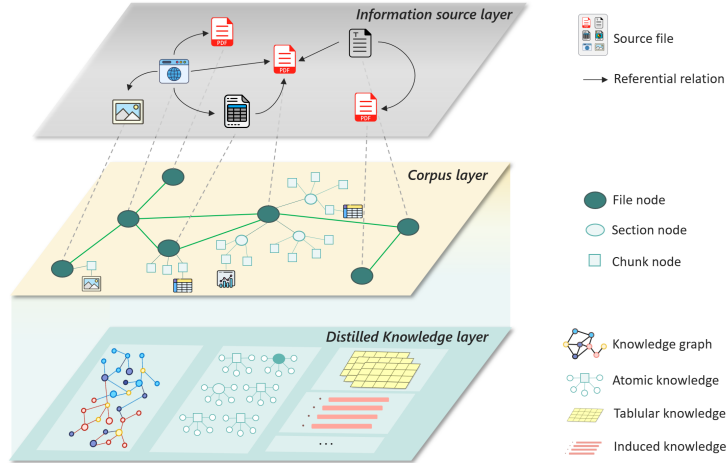 Information source layer
PDF
PDF
T
PDF
Source file
Referential relation
Corpus layer
File node
Section node
Chunk node
Distilled Knowledge layer
Knowledge graph
Atomic knowledge
Tablular knowledge
Induced knowledge
...